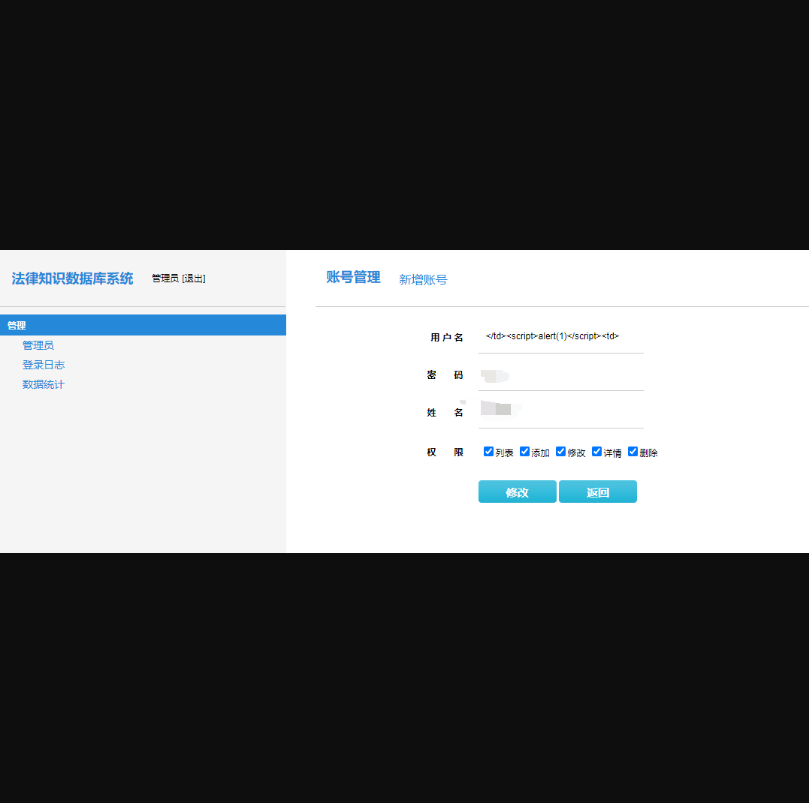 法律知识数据库系统 管理员 [退出]
账号管理 新增账号
管理
管理员
登录日志
数据统计
用 户 名 </td><script>alert(1)</script><td>
密 码
姓 名
权 限 列表 添加 修改 详情 删除
修改 返回